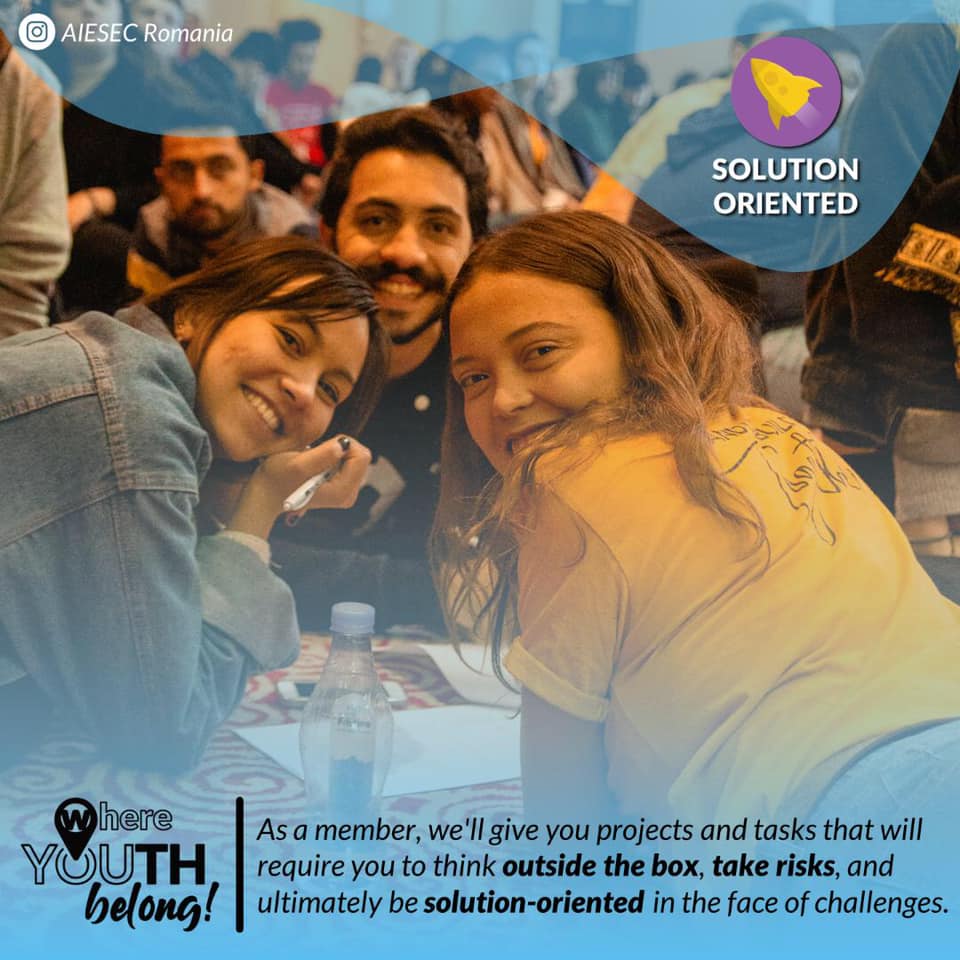 AIESEC Romania
SOLUTION
ORIENTED
Where
YOUTH
belong!
As a member, we'll give you projects and tasks that will
require you to think outside the box, take risks, and
ultimately be solution-oriented in the face of challenges.